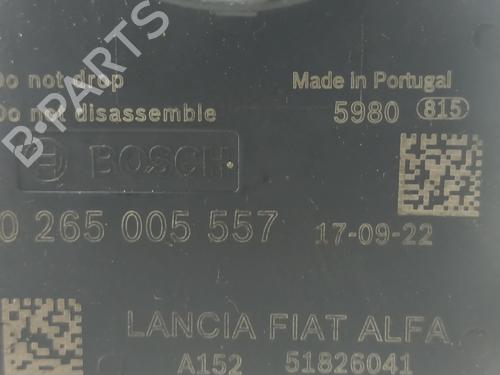 B-PARTS
Do not drop
Made in Portugal
Do not disassemble
5980 815
BOSCH
0 265 005 557
17-09-22
LANCIA FIAT ALFA
A152 51826041